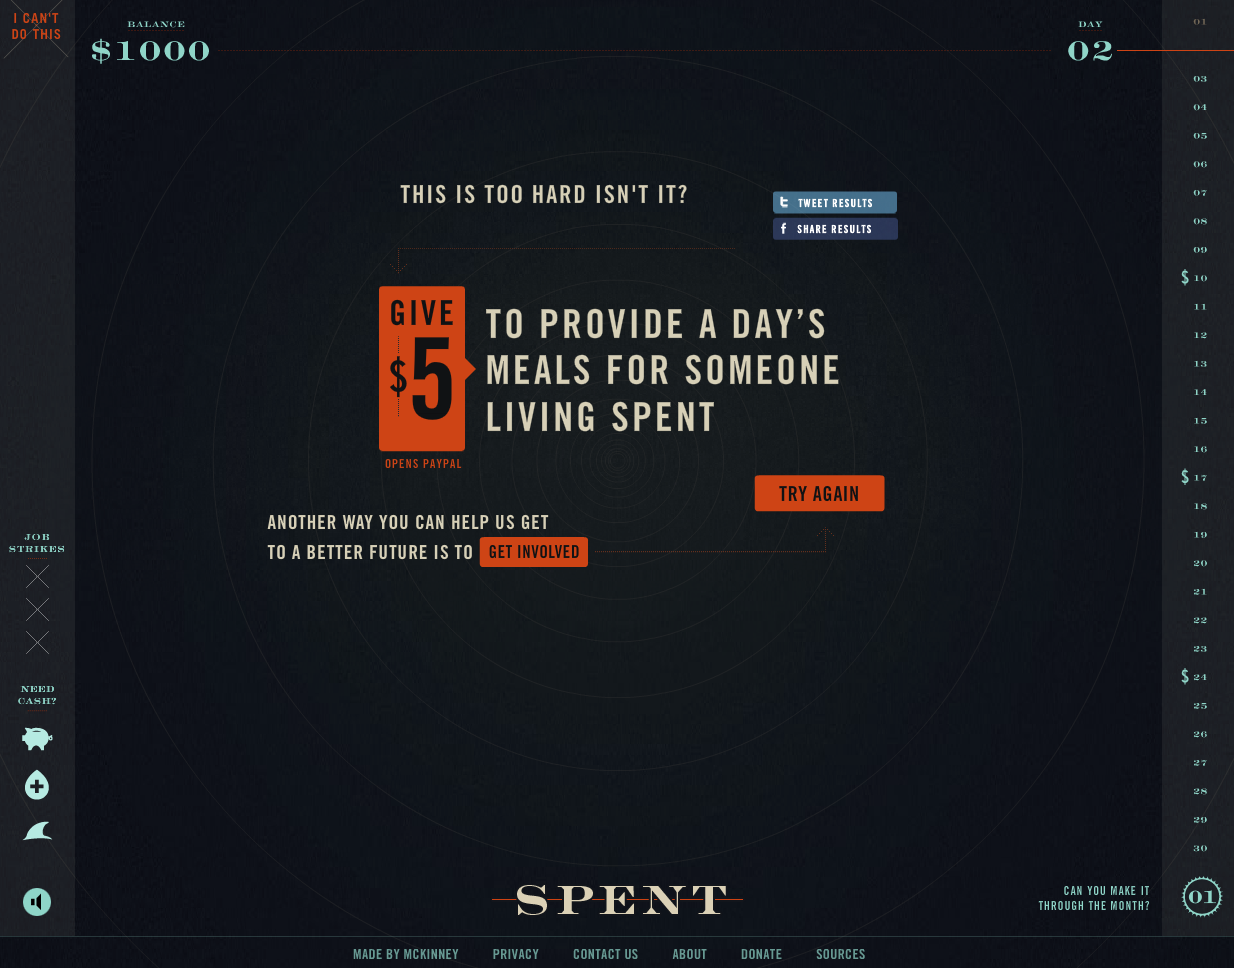 I CAN'T
DO THIS
BALANCE
$1000
DAY
02
01
03
04
05
06
07
08
09
$ 10
11
12
13
14
15
16
$ 17
18
19
20
21
22
23
$ 24
25
26
27
28
29
30
THIS IS TOO HARD ISN'T IT?
TWEET RESULTS
SHARE RESULTS
GIVE
$5
TO PROVIDE A DAY'S
MEALS FOR SOMEONE
LIVING SPENT
OPENS PAYPAL
TRY AGAIN
ANOTHER WAY YOU CAN HELP US GET
TO A BETTER FUTURE IS TO GET INVOLVED
JOB
STRIKES
NEED
CASH?
SPENT
CAN YOU MAKE IT
THROUGH THE MONTH?
01
MADE BY MCKINNEY PRIVACY CONTACT US ABOUT DONATE SOURCES